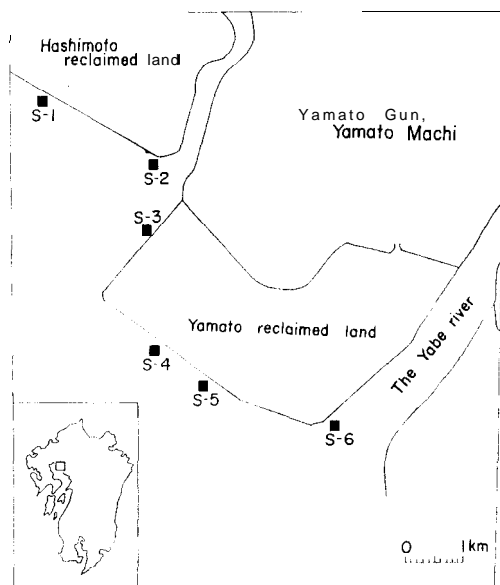 Hashimoto
reclaimed land
S-1
Yamato Gun,
Yamato Machi
S-2
S-3
Yamato reclaimed land
The Yabe river
S-4
S-5
S-6
0 1km